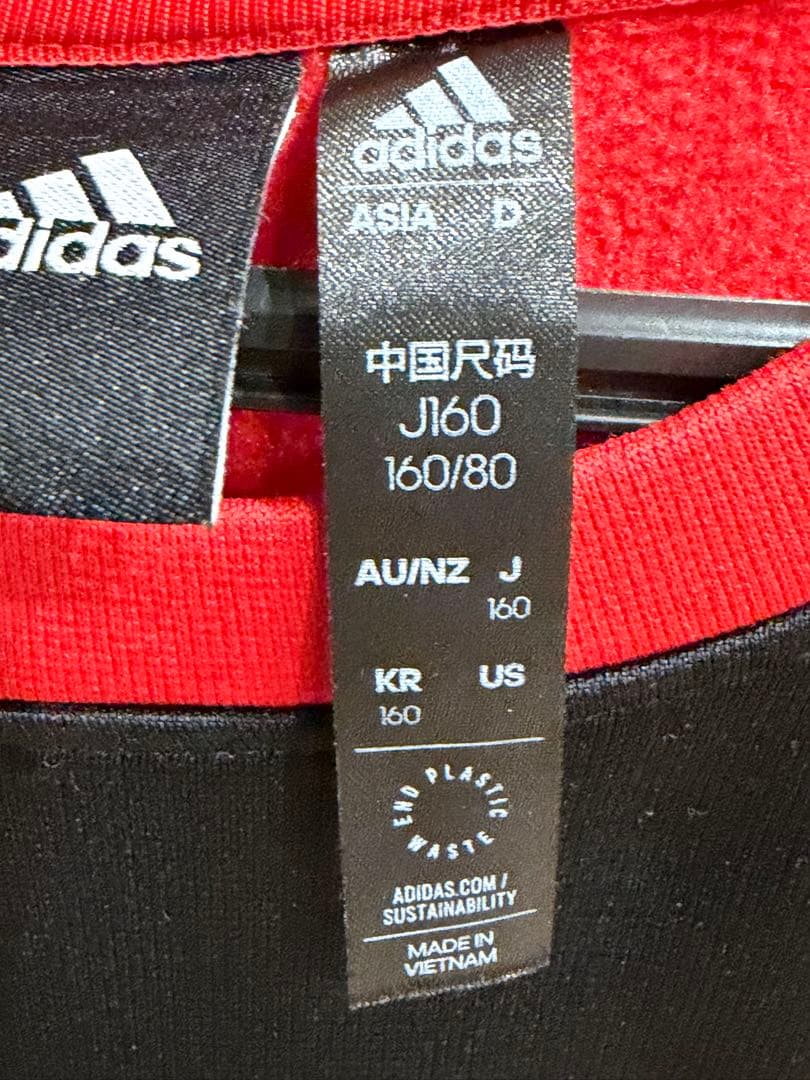 adidas
adidas
ASIA D
中国尺码
J160
160/80
AU/NZ J
160
KR US
160
END PLASTIC WASTE
ADIDAS.COM /
SUSTAINABILITY
MADE IN
VIETNAM